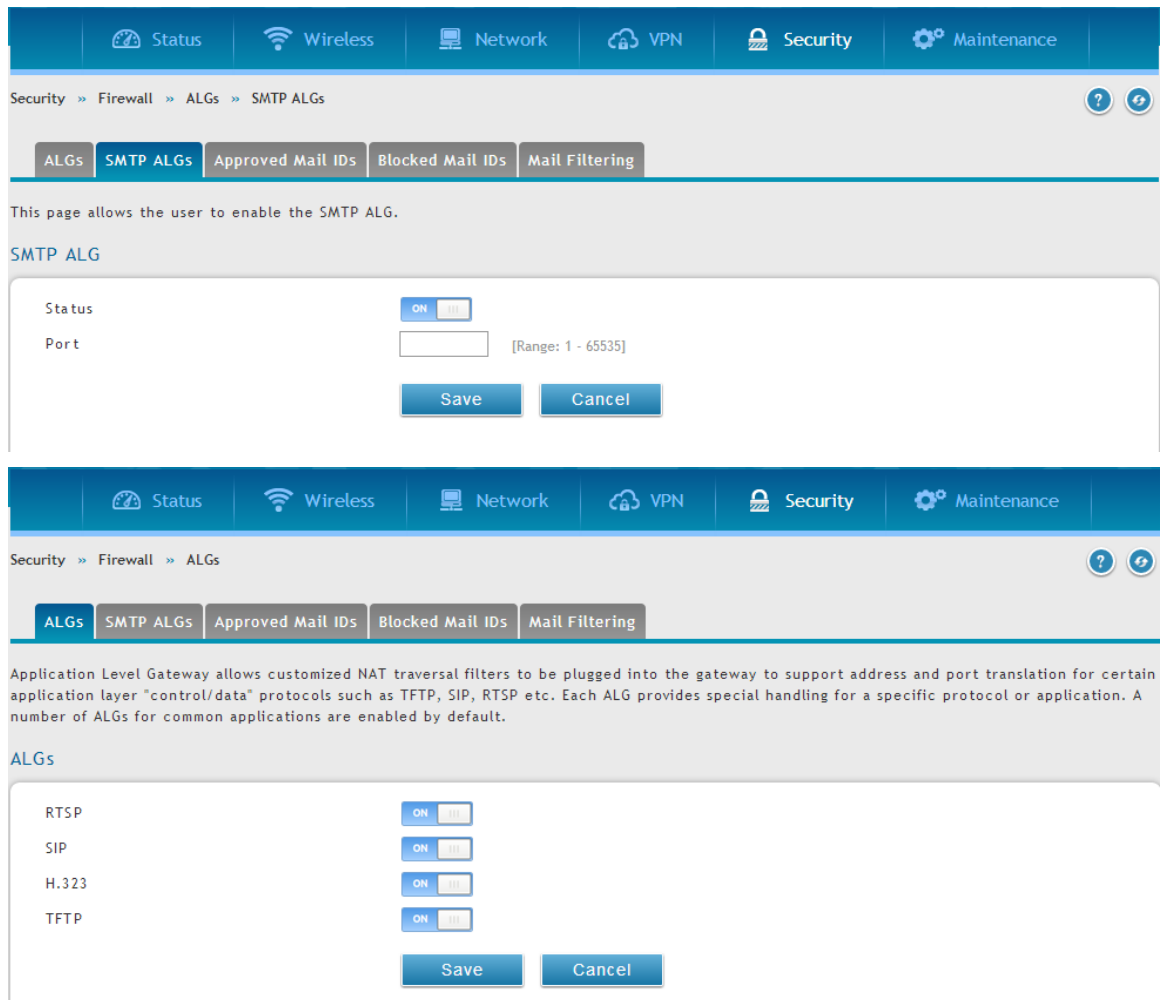 Status Wireless Network VPN Security Maintenance
Security » Firewall » ALGs » SMTP ALGs ?
ALGs SMTP ALGs Approved Mail IDs Blocked Mail IDs Mail Filtering
This page allows the user to enable the SMTP ALG.
SMTP ALG
Status ON
Port [Range: 1 - 65535]
Save Cancel
Status Wireless Network VPN Security Maintenance
Security » Firewall » ALGs ?
ALGs SMTP ALGs Approved Mail IDs Blocked Mail IDs Mail Filtering
Application Level Gateway allows customized NAT traversal filters to be plugged into the gateway to support address and port translation for certain
application layer "control/data" protocols such as TFTP, SIP, RTSP etc. Each ALG provides special handling for a specific protocol or application. A
number of ALGs for common applications are enabled by default.
ALGs
RTSP ON
SIP ON
H.323 ON
TFTP ON
Save Cancel